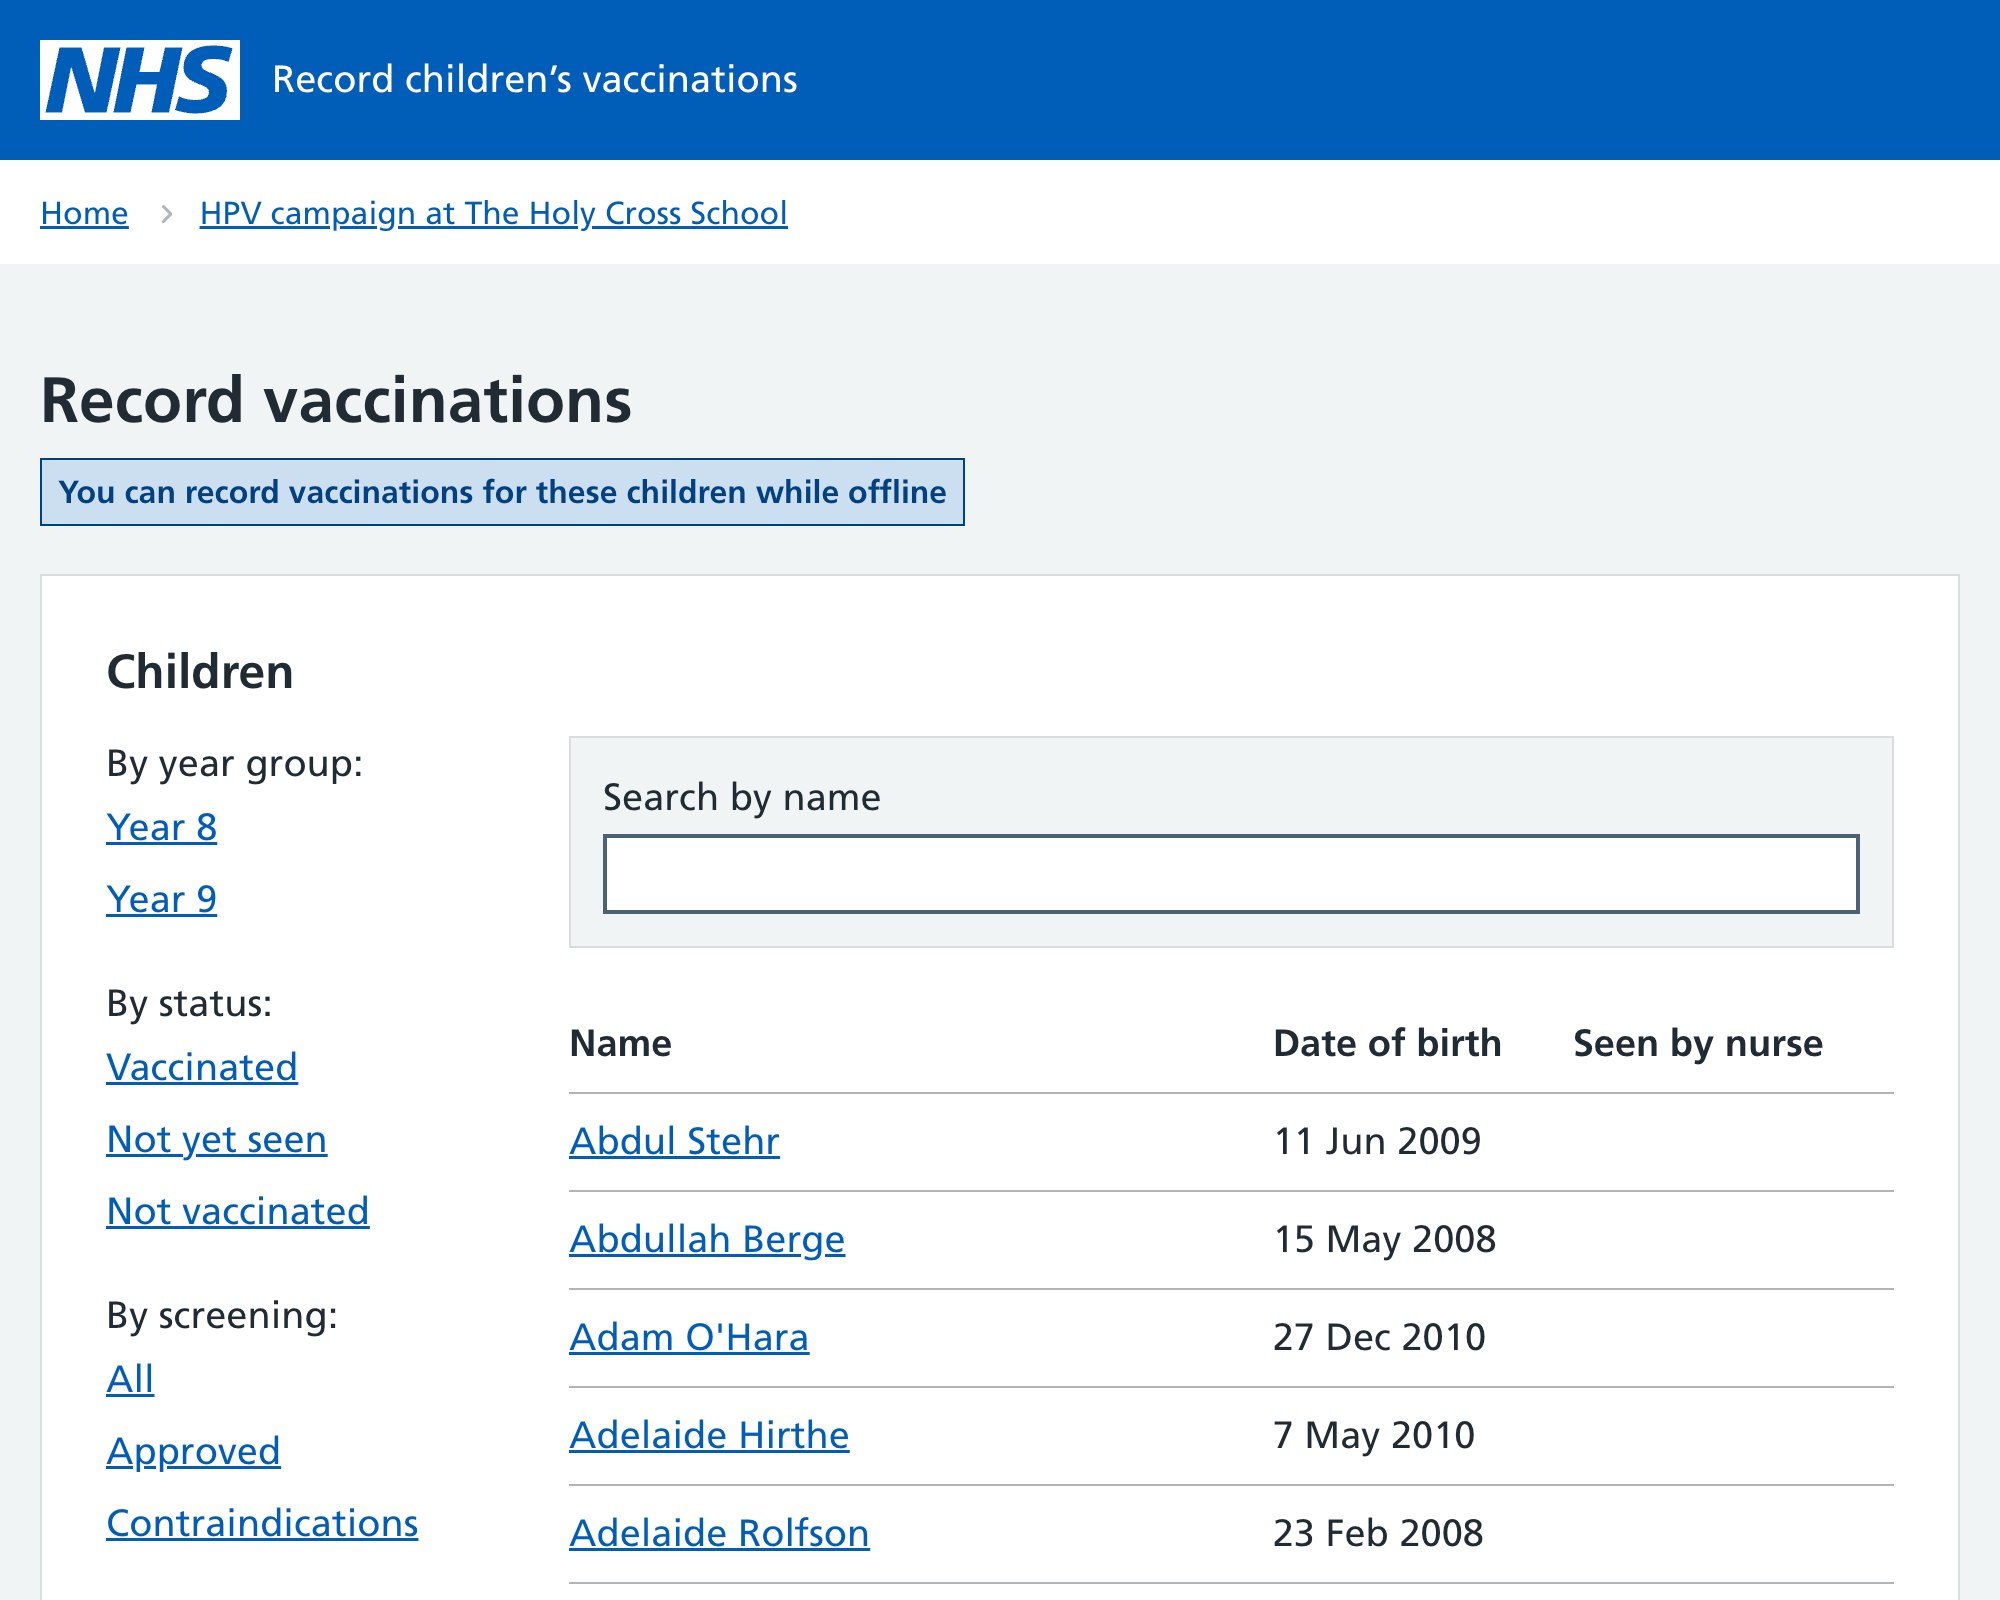 NHS Record children’s vaccinations
Home > HPV campaign at The Holy Cross School
Record vaccinations
You can record vaccinations for these children while offline
Children
By year group:
Year 8
Year 9
By status:
Vaccinated
Not yet seen
Not vaccinated
By screening:
All
Approved
Contraindications
Search by name
Name Date of birth Seen by nurse
Abdul Stehr 11 Jun 2009
Abdullah Berge 15 May 2008
Adam O'Hara 27 Dec 2010
Adelaide Hirthe 7 May 2010
Adelaide Rolfson 23 Feb 2008